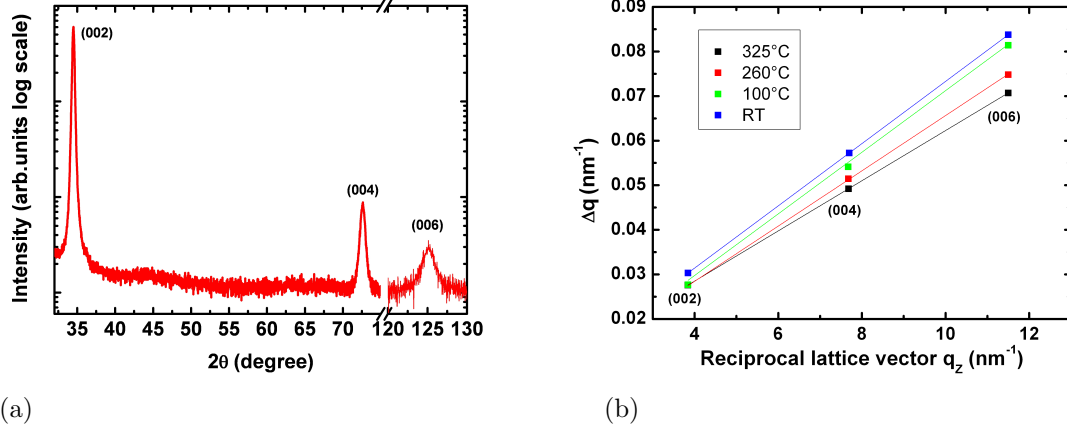 Intensity (arb.units log scale)
(002)
(004)
(006)
35 40 45 50 55 60 65 70 120 125 130
2θ (degree)
(a)
0.09
0.08
0.07
0.06
0.05
0.04
0.03
0.02
Δq (nm⁻¹)
325°C
260°C
100°C
RT
(006)
(004)
(002)
4 6 8 10 12
Reciprocal lattice vector qz (nm⁻¹)
(b)